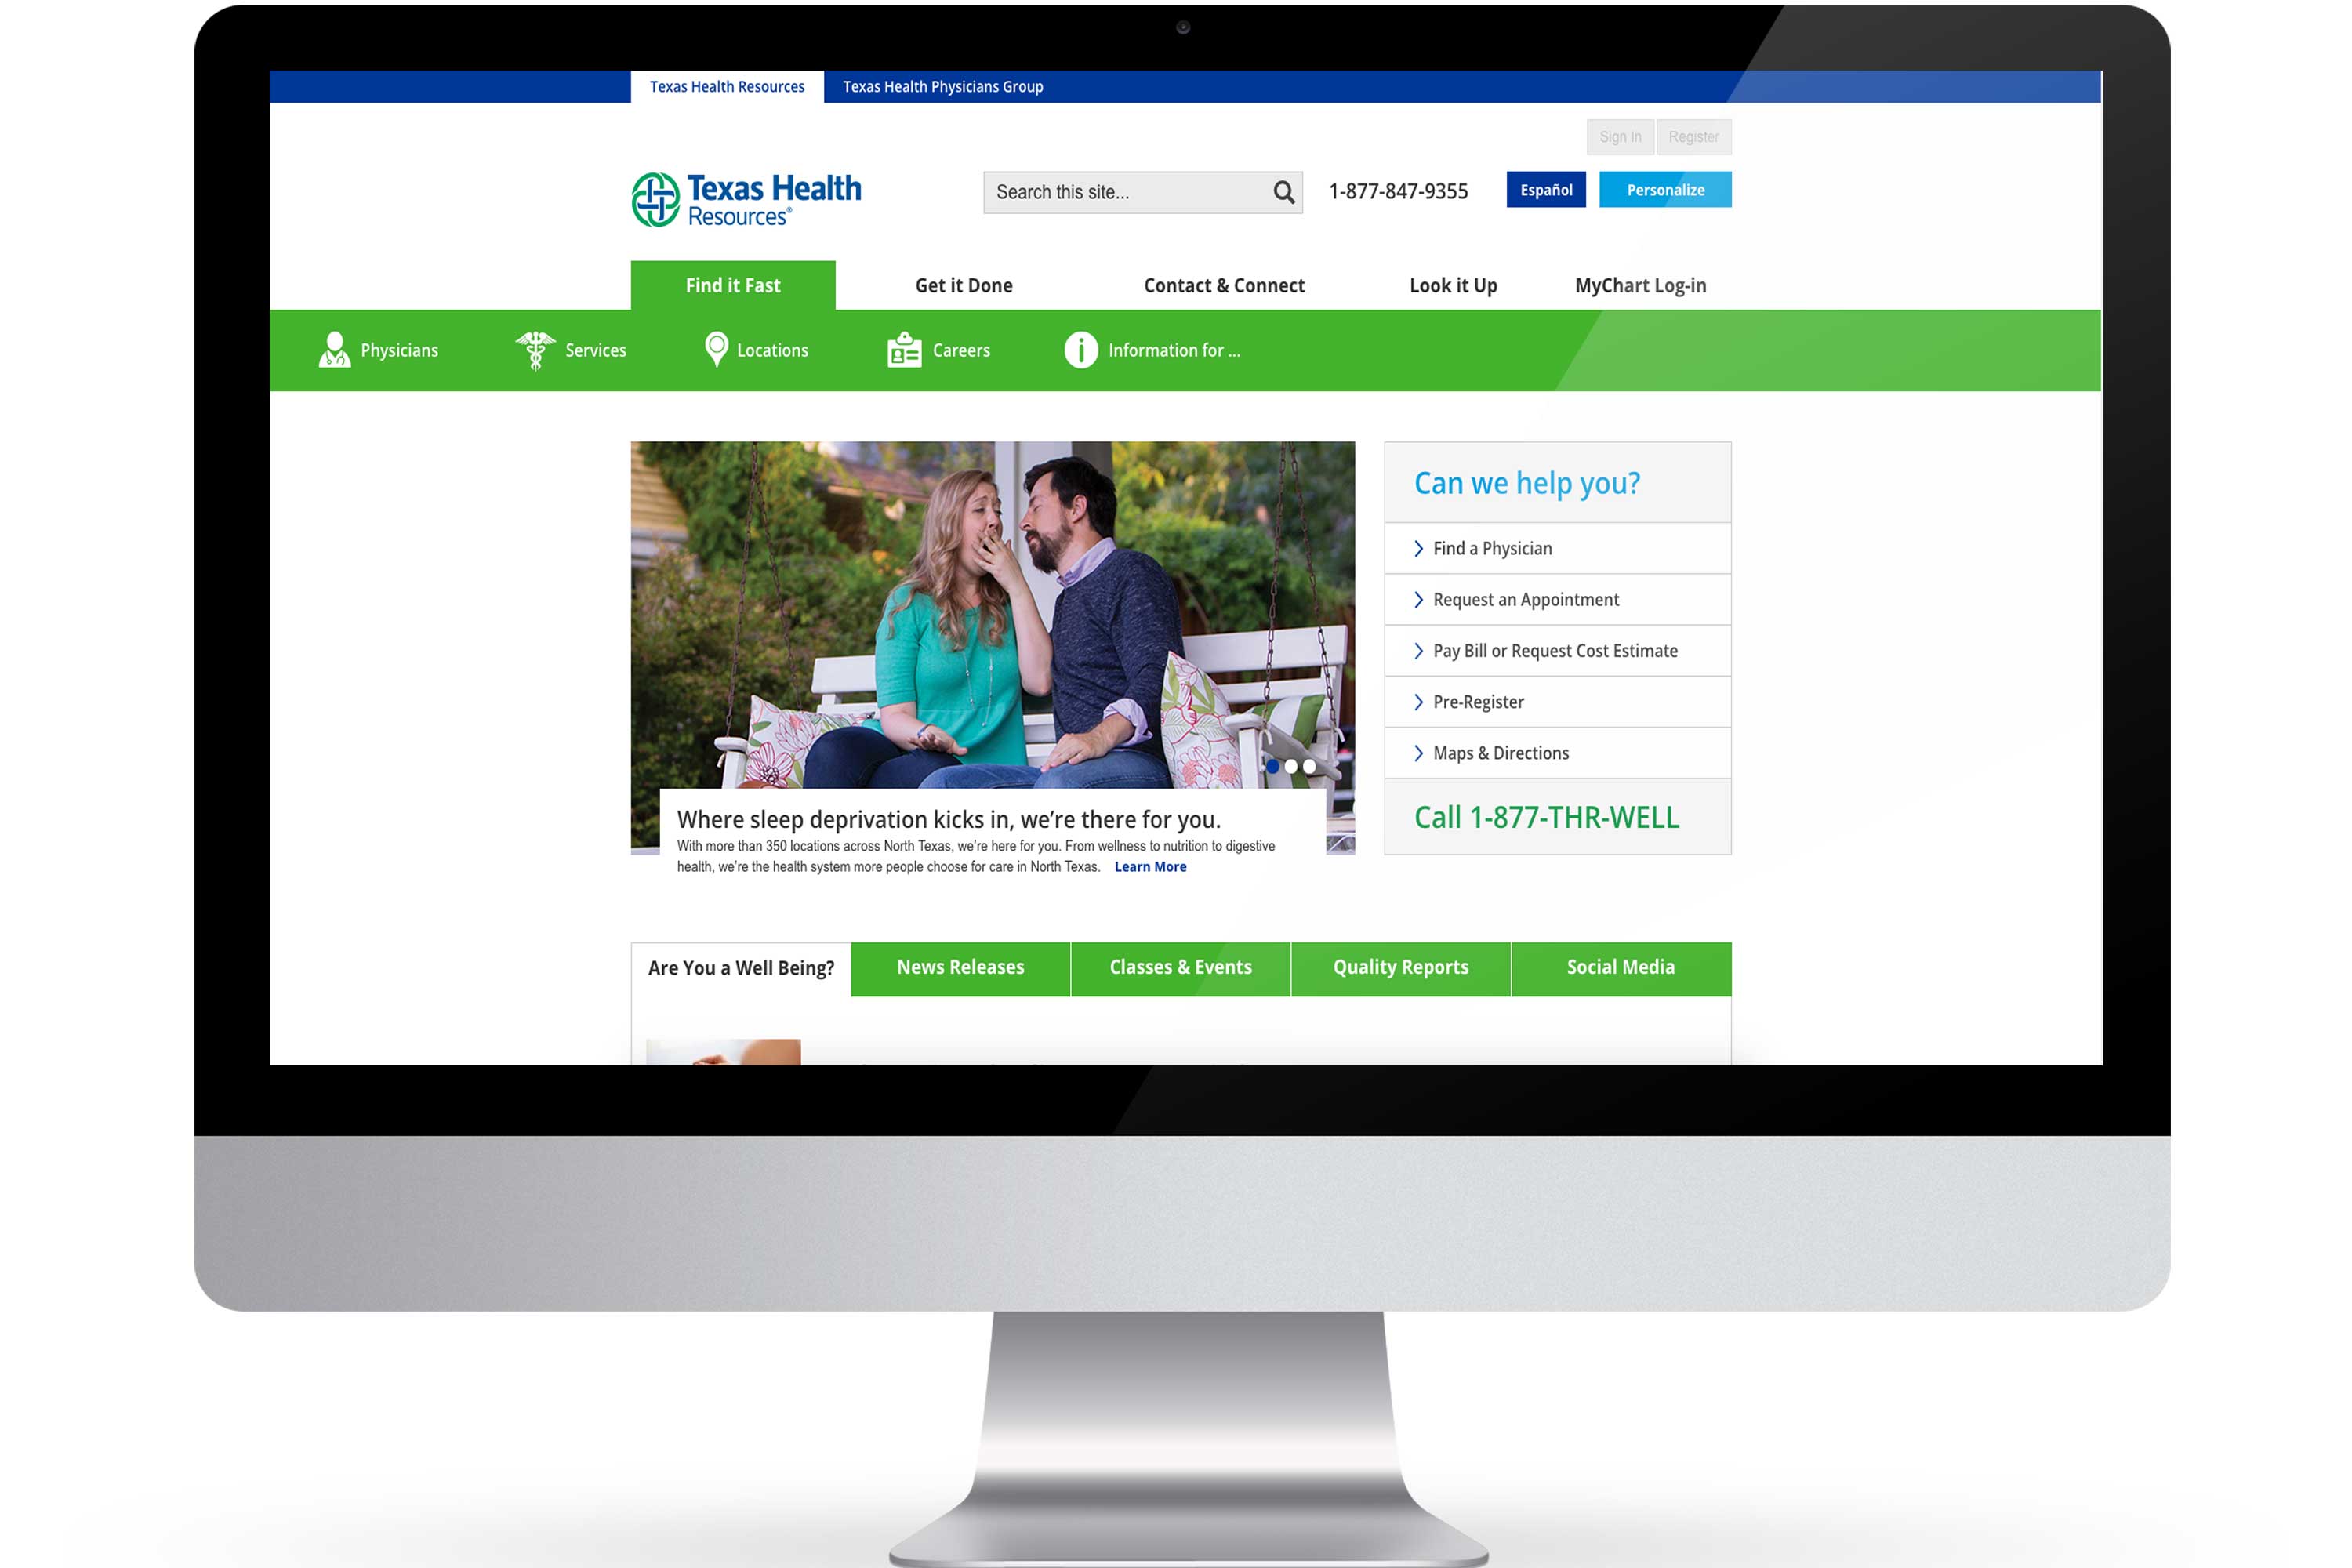 Texas Health Resources
Texas Health Physicians Group
Sign In
Register
Texas Health
Resources®
Search this site...
1-877-847-9355
Español
Personalize
Find it Fast
Get it Done
Contact & Connect
Look it Up
MyChart Log-in
Physicians
Services
Locations
Careers
Information for ...
Can we help you?
Find a Physician
Request an Appointment
Pay Bill or Request Cost Estimate
Pre-Register
Maps & Directions
Call 1-877-THR-WELL
Where sleep deprivation kicks in, we’re there for you.
With more than 350 locations across North Texas, we’re here for you. From wellness to nutrition to digestive
health, we’re the health system more people choose for care in North Texas. Learn More
Are You a Well Being?
News Releases
Classes & Events
Quality Reports
Social Media